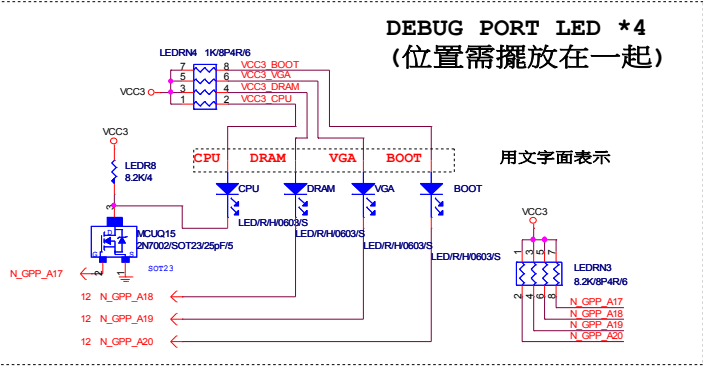 DEBUG PORT LED *4
(位置需擺放在一起)
LEDRN4 1K/8P4R/6
7 8 VCC3_BOOT
5 6 VCC3_VGA
VCC3 3 4 VCC3_DRAM
1 2 VCC3_CPU
VCC3
LEDR8
8.2K/4
CPU DRAM VGA BOOT
用文字面表示
CPU DRAM VGA BOOT
LED/R/H/0603/S
LED/R/H/0603/S
LED/R/H/0603/S
LED/R/H/0603/S
3
D
G S
MCUQ15
2N7002/SOT23/25pF/5
SOT23
2 1
N_GPP_A17
12 N_GPP_A18
12 N_GPP_A19
12 N_GPP_A20
VCC3
1 3 5 7
LEDRN3
8.2K/8P4R/6
2 4 6 8
N_GPP_A17
N_GPP_A18
N_GPP_A19
N_GPP_A20